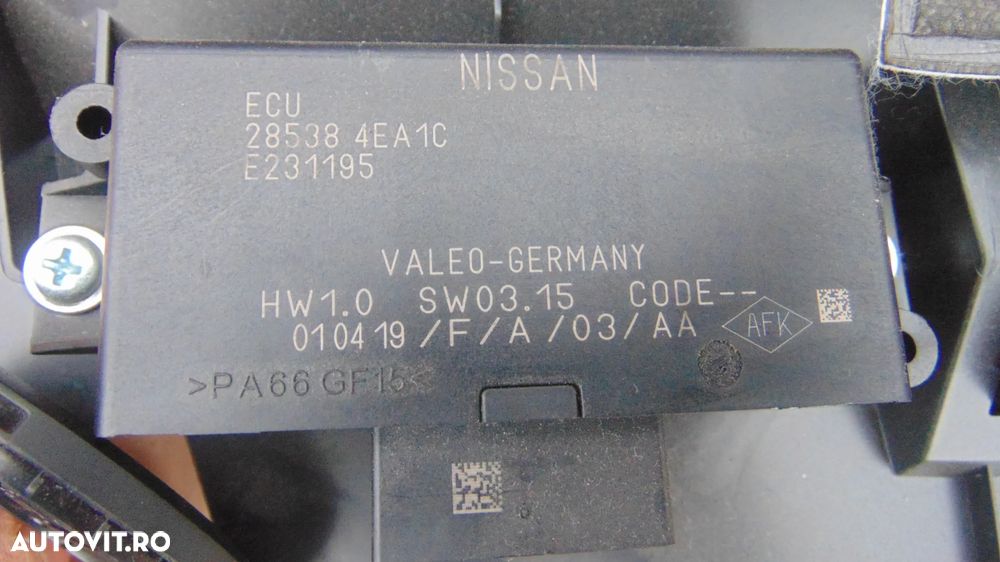 NISSAN
ECU
28538 4EA1C
E231195
VALEO-GERMANY
HW1.0 SW03.15 CODE--
010419/F/A/03/AA AFK
>PA66 GF15<
AUTOVIT.RO